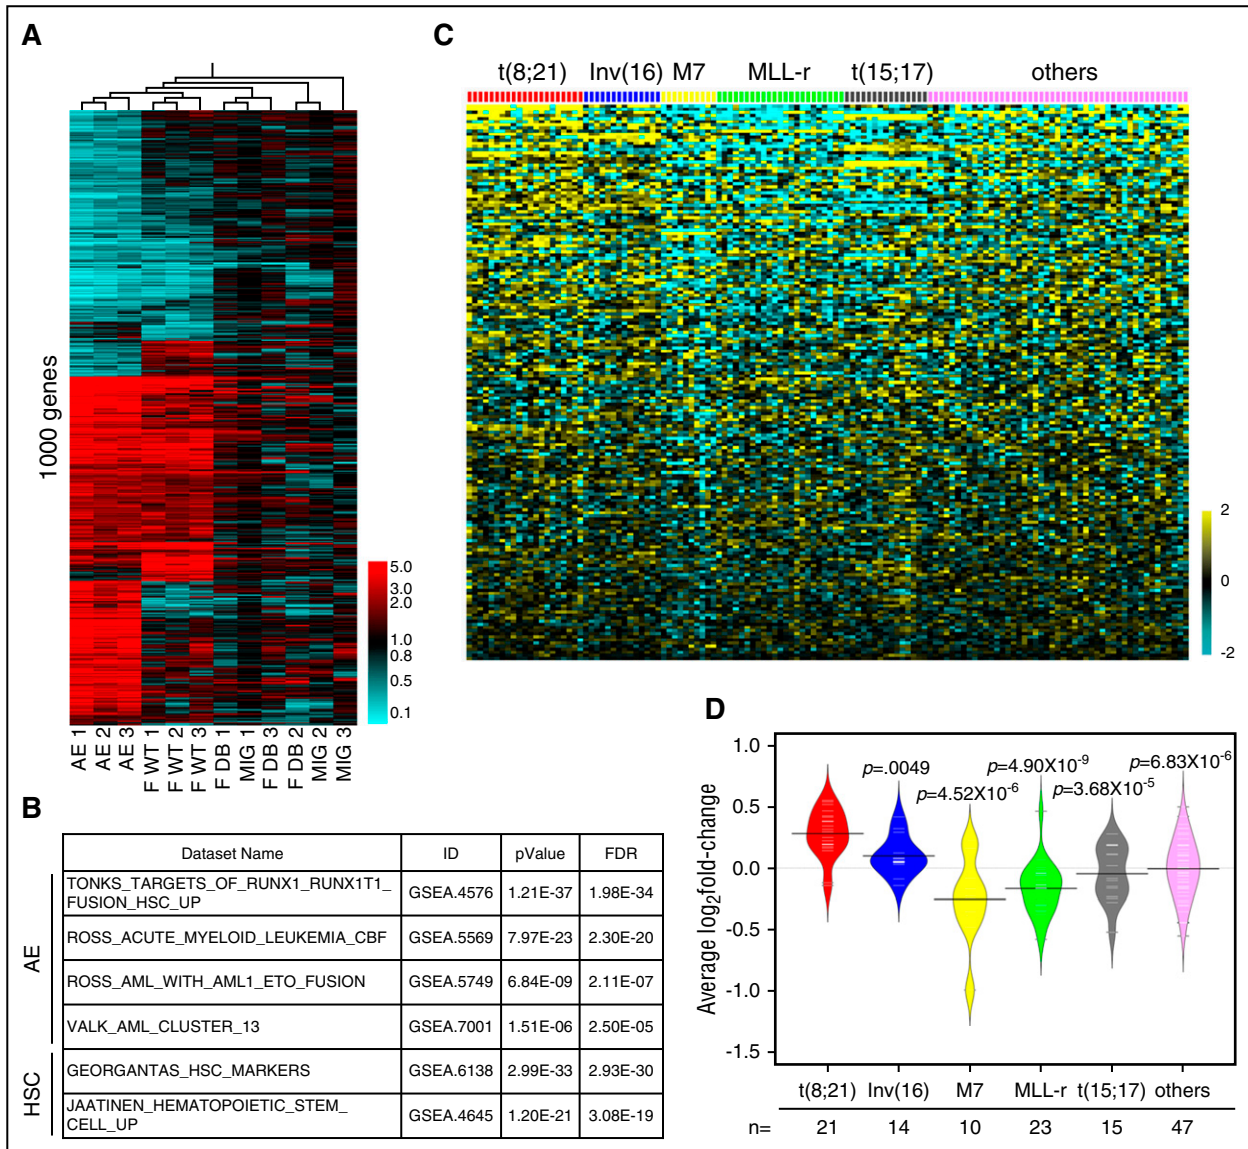 A
1000 genes
AE 1
AE 2
AE 3
F WT 1
F WT 2
F WT 3
F DB 1
MIG 1
F DB 3
F DB 2
MIG 2
MIG 3
5.0
3.0
2.0
1.0
0.8
0.5
0.1
B
Dataset Name ID pValue FDR
AE
TONKS_TARGETS_OF_RUNX1_RUNX1T1_
FUSION_HSC_UP GSEA.4576 1.21E-37 1.98E-34
ROSS_ACUTE_MYELOID_LEUKEMIA_CBF GSEA.5569 7.97E-23 2.30E-20
ROSS_AML_WITH_AML1_ETO_FUSION GSEA.5749 6.84E-09 2.11E-07
VALK_AML_CLUSTER_13 GSEA.7001 1.51E-06 2.50E-05
HSC
GEORGANTAS_HSC_MARKERS GSEA.6138 2.99E-33 2.93E-30
JAATINEN_HEMATOPOIETIC_STEM_
CELL_UP GSEA.4645 1.20E-21 3.08E-19
C
t(8;21) Inv(16) M7 MLL-r t(15;17) others
2
0
-2
D
Average log2fold-change
1.0
0.5
0.0
-0.5
-1.0
-1.5
p=.0049
p=4.52X10-6
p=4.90X10-9
p=3.68X10-5
p=6.83X10-6
t(8;21) Inv(16) M7 MLL-r t(15;17) others
n= 21 14 10 23 15 47